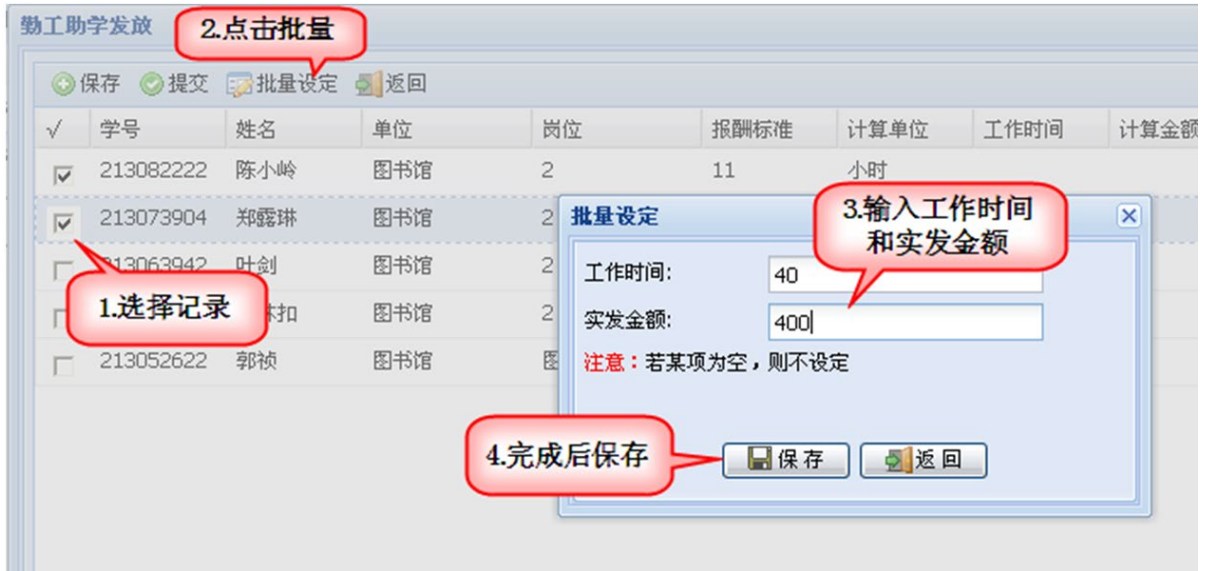 勤工助学发放
2.点击批量
保存 提交 批量设定 返回
√ 学号 姓名 单位 岗位 报酬标准 计算单位 工作时间 计算金额
213082222 陈小岭 图书馆 2 11 小时
213073904 郑露琳 图书馆 2
213063942 叶剑 图书馆 2
扣 图书馆 2
213052622 郭祯 图书馆
1.选择记录
批量设定
3.输入工作时间
和实发金额
工作时间: 40
实发金额: 400
注意：若某项为空，则不设定
4.完成后保存
保存 返回